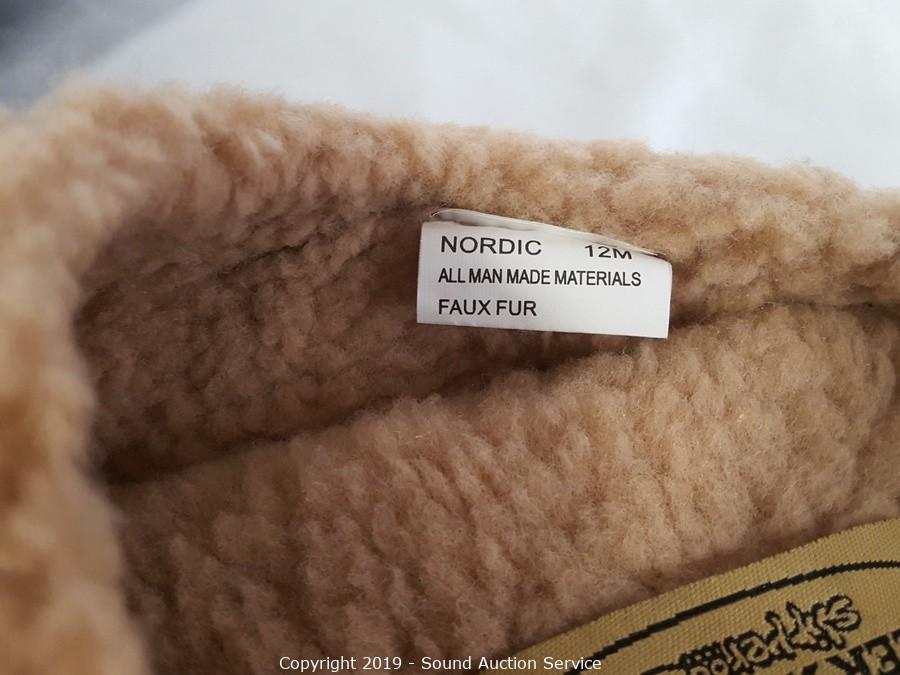 NORDIC 12M
ALL MAN MADE MATERIALS
FAUX FUR
Copyright 2019 - Sound Auction Service